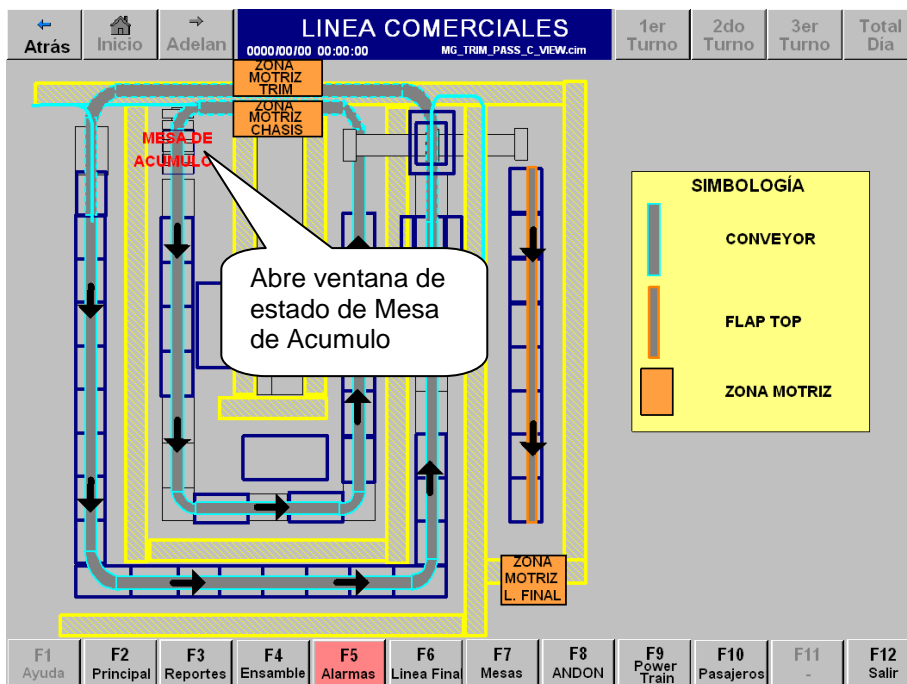 Atrás
Inicio
Adelan
LINEA COMERCIALES
0000/00/00 00:00:00 MG_TRIM_PASS_C_VIEW.cim
1er
Turno
2do
Turno
3er
Turno
Total
Día
ZONA
MOTRIZ
TRIM
ZONA
MOTRIZ
CHASIS
MESA DE
ACUMULO
Abre ventana de
estado de Mesa
de Acumulo
SIMBOLOGÍA
CONVEYOR
FLAP TOP
ZONA MOTRIZ
ZONA
MOTRIZ
L. FINAL
F1
Ayuda
F2
Principal
F3
Reportes
F4
Ensamble
F5
Alarmas
F6
Linea Final
F7
Mesas
F8
ANDON
F9
Power
Train
F10
Pasajeros
F11
-
F12
Salir